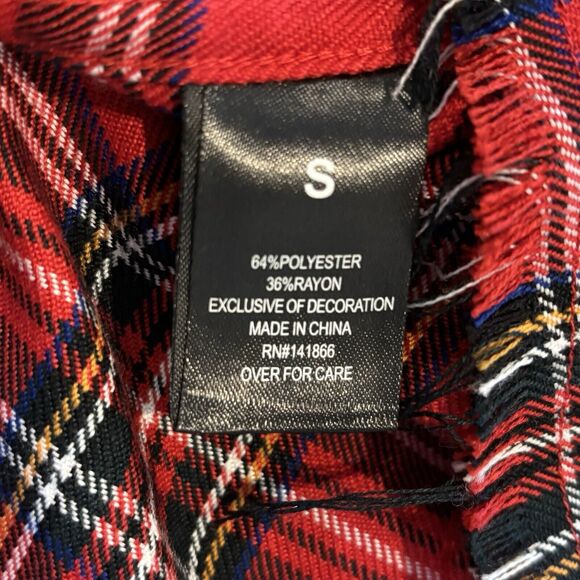 S
64%POLYESTER
36%RAYON
EXCLUSIVE OF DECORATION
MADE IN CHINA
RN#141866
OVER FOR CARE